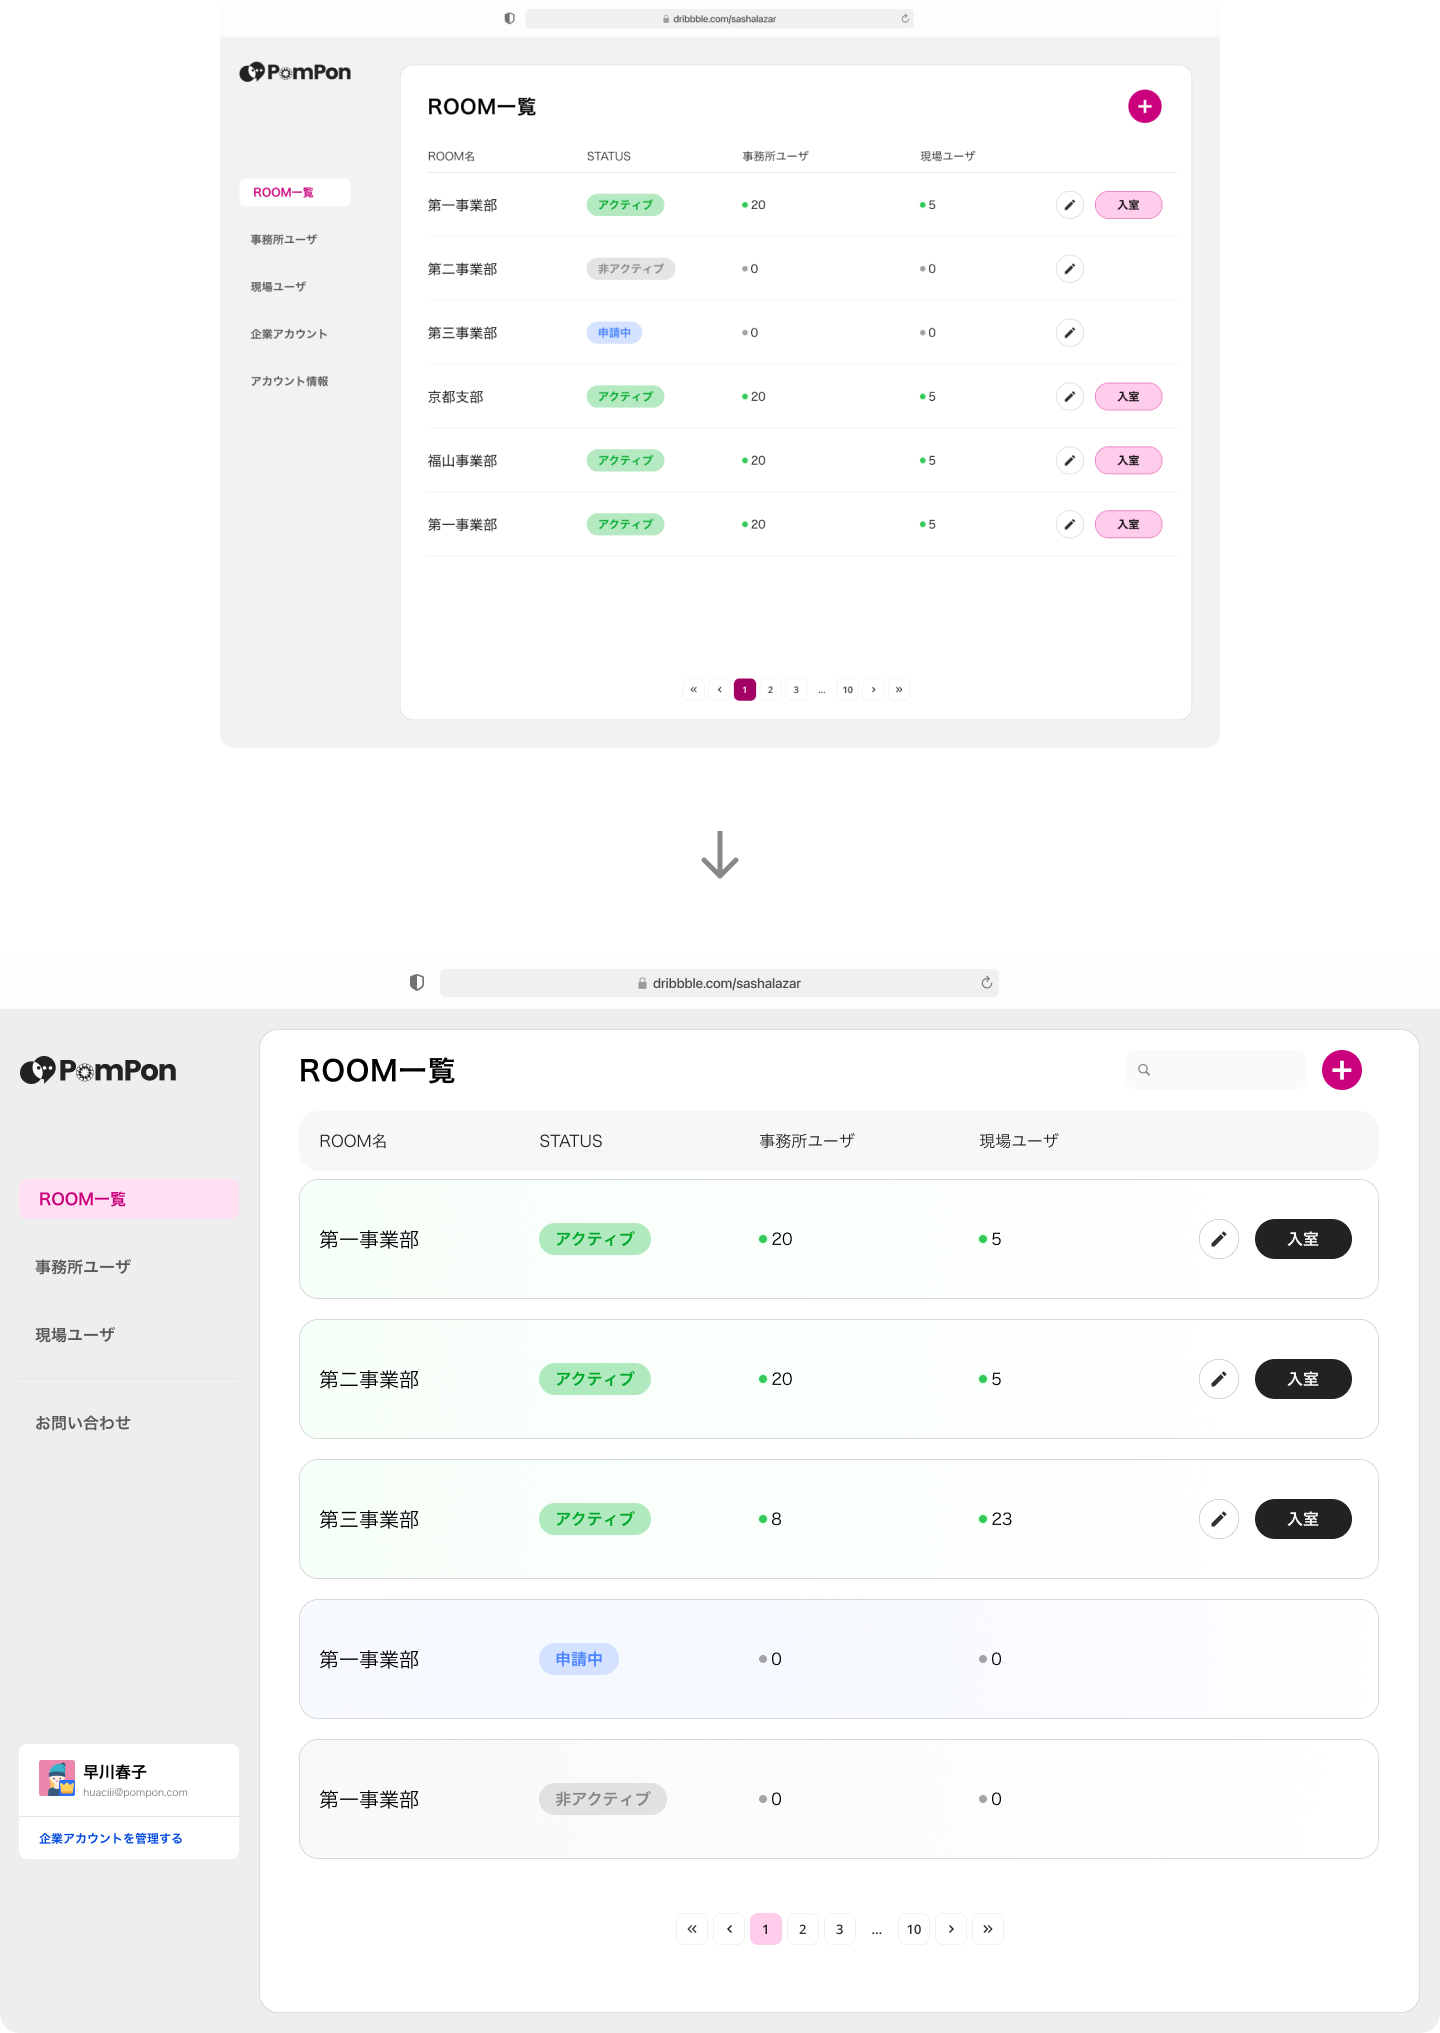 dribbble.com/sashalazar
PomPon
ROOM一覧
ROOM一覧
事務所ユーザ
現場ユーザ
企業アカウント
アカウント情報
ROOM名 STATUS 事務所ユーザ 現場ユーザ
第一事業部 アクティブ 20 5 入室
第二事業部 非アクティブ 0 0
第三事業部 申請中 0 0
京都支部 アクティブ 20 5 入室
福山事業部 アクティブ 20 5 入室
第一事業部 アクティブ 20 5 入室
« ‹ 1 2 3 ... 10 › »
dribbble.com/sashalazar
PomPon
ROOM一覧
事務所ユーザ
現場ユーザ
お問い合わせ
早川春子
huaciii@pompon.com
企業アカウントを管理する
ROOM一覧
ROOM名 STATUS 事務所ユーザ 現場ユーザ
第一事業部 アクティブ 20 5 入室
第二事業部 アクティブ 20 5 入室
第三事業部 アクティブ 8 23 入室
第一事業部 申請中 0 0
第一事業部 非アクティブ 0 0
« ‹ 1 2 3 ... 10 › »